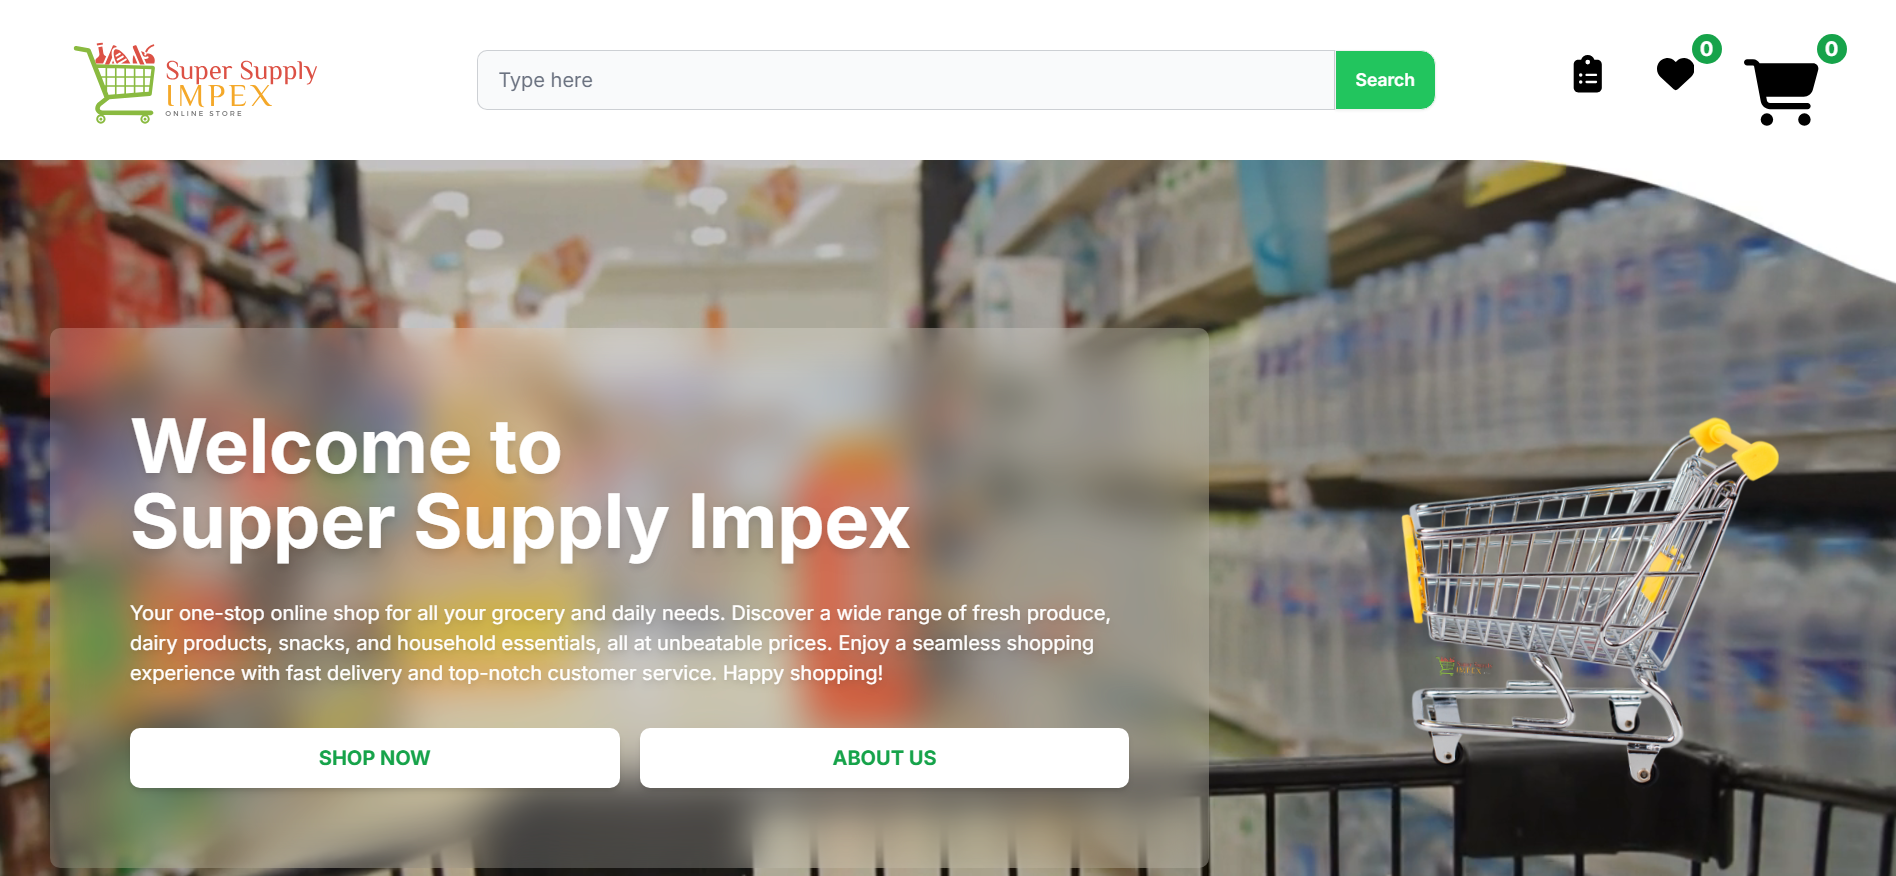 Super Supply
IMPEX
ONLINE STORE
Type here
Search
0
0
Welcome to
Supper Supply Impex
Your one-stop online shop for all your grocery and daily needs. Discover a wide range of fresh produce,
dairy products, snacks, and household essentials, all at unbeatable prices. Enjoy a seamless shopping
experience with fast delivery and top-notch customer service. Happy shopping!
SHOP NOW
ABOUT US